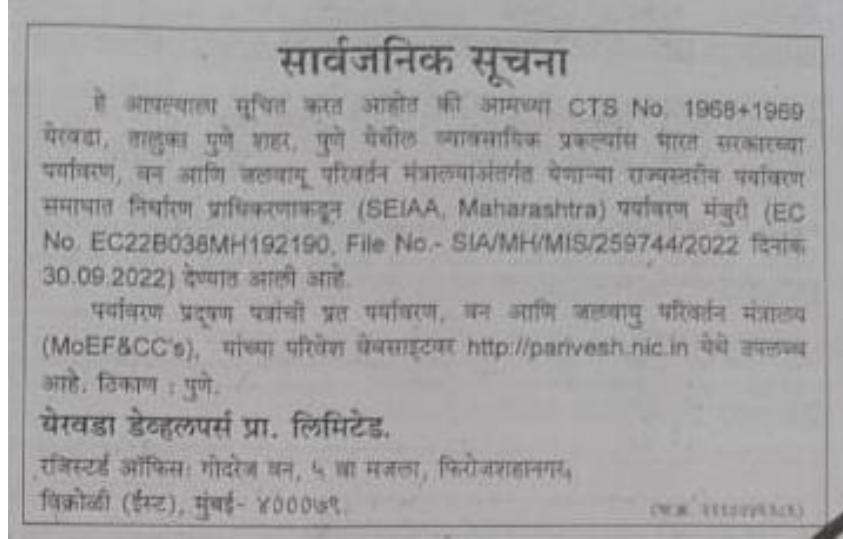 सार्वजनिक सूचना
हे आपल्याला सूचित करत आहोत की आमच्या CTS No. 1968+1969
येरवडा, तालुका पुणे शहर, पुणे येथील व्यावसायिक प्रकल्पांस भारत सरकारच्या
पर्यावरण, वन आणि जलवायू परिवर्तन मंत्रालयाअंतर्गत येणाऱ्या राज्यस्तरीय पर्यावरण
समाघात निर्धारण प्राधिकरणाकडून (SEIAA, Maharashtra) पर्यावरण मंजुरी (EC
No. EC22B038MH192190, File No.- SIA/MH/MIS/259744/2022 दिनांक
30.09.2022) देण्यात आली आहे.
पर्यावरण प्रदूषण पत्रांची प्रत पर्यावरण, वन आणि जलवायु परिवर्तन मंत्रालय
(MoEF&CC's), यांच्या परिवेश वेबसाइटवर http://parivesh.nic.in येथे उपलब्ध
आहे. ठिकाण : पुणे.
येरवडा डेव्हलपर्स प्रा. लिमिटेड.
रजिस्टर्ड ऑफिस: गोदरेज वन, ५ वा मजला, फिरोजशहानगर,
विक्रोळी (ईस्ट), मुंबई- ४०००७९.